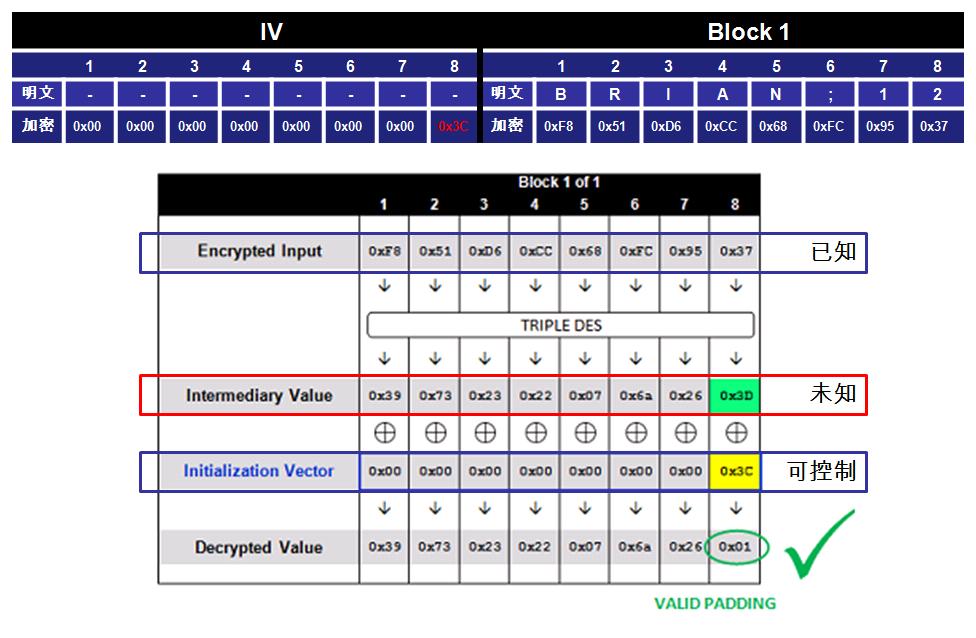 IV Block 1
1 2 3 4 5 6 7 8 1 2 3 4 5 6 7 8
明文 - - - - - - - - 明文 B R I A N ; 1 2
加密 0x00 0x00 0x00 0x00 0x00 0x00 0x00 0x3C 加密 0xF8 0x51 0xD6 0xCC 0x68 0xFC 0x95 0x37
Block 1 of 1
1 2 3 4 5 6 7 8
Encrypted Input 0xF8 0x51 0xD6 0xCC 0x68 0xFC 0x95 0x37 已知
TRIPLE DES
Intermediary Value 0x39 0x73 0x23 0x22 0x07 0x6a 0x26 0x3D 未知
Initialization Vector 0x00 0x00 0x00 0x00 0x00 0x00 0x00 0x3C 可控制
Decrypted Value 0x39 0x73 0x23 0x22 0x07 0x6a 0x26 0x01
VALID PADDING